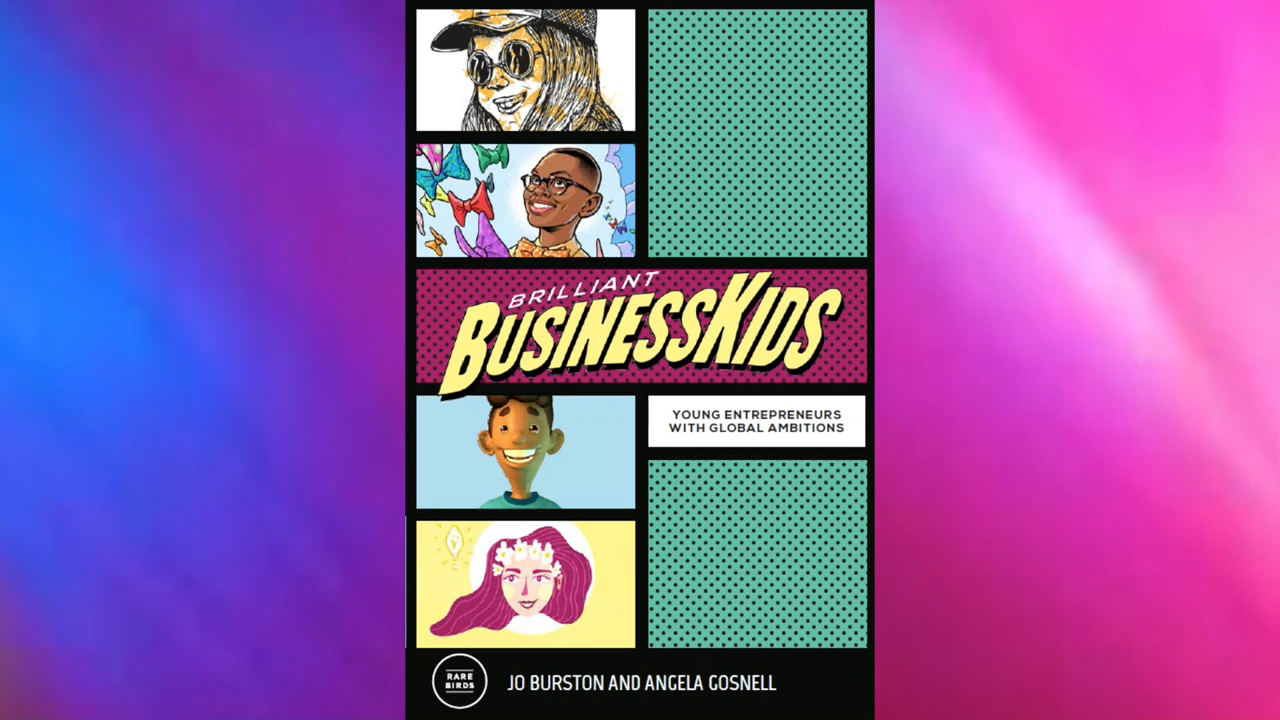 BRILLIANT
BUSINESSKIDS
YOUNG ENTREPRENEURS
WITH GLOBAL AMBITIONS
RARE
BIRDS
JO BURSTON AND ANGELA GOSNELL